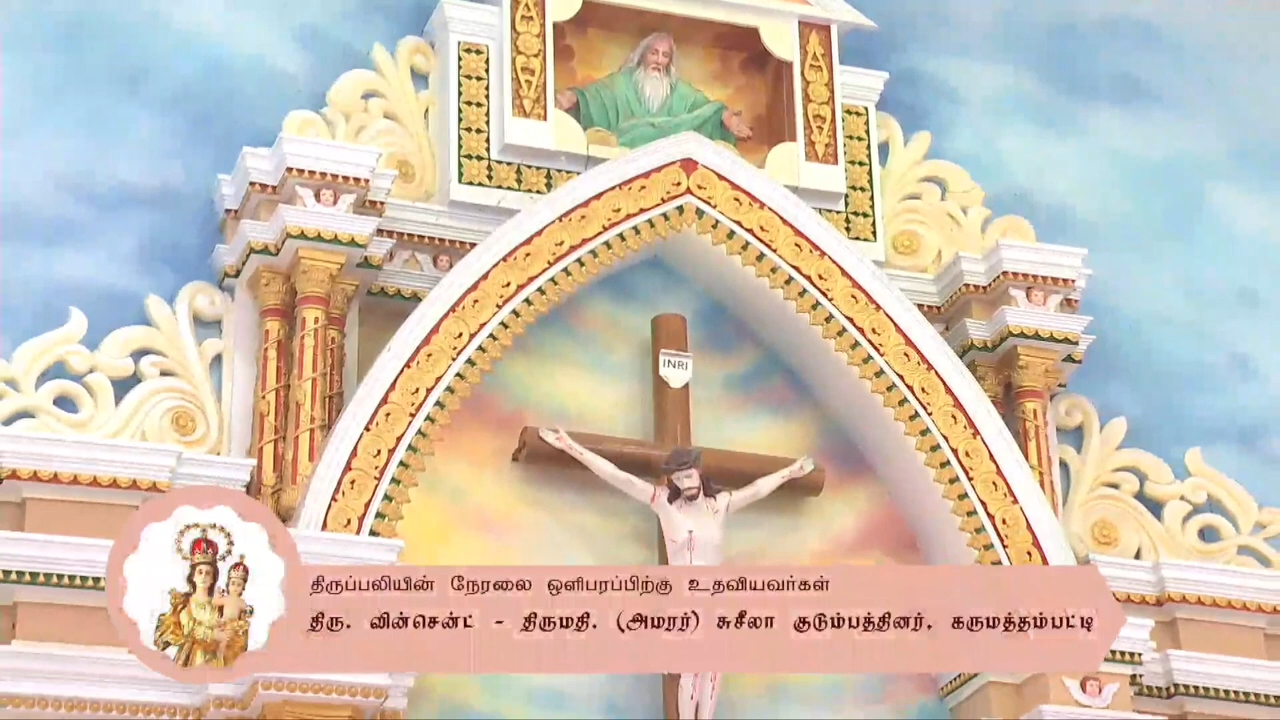 INRI
திருப்பலியின் நேரலை ஒளிபரப்பிற்கு உதவியவர்கள்
திரு. வின்சென்ட் - திருமதி. (அமரர்) சுசீலா குடும்பத்தினர், கருமத்தம்பட்டி